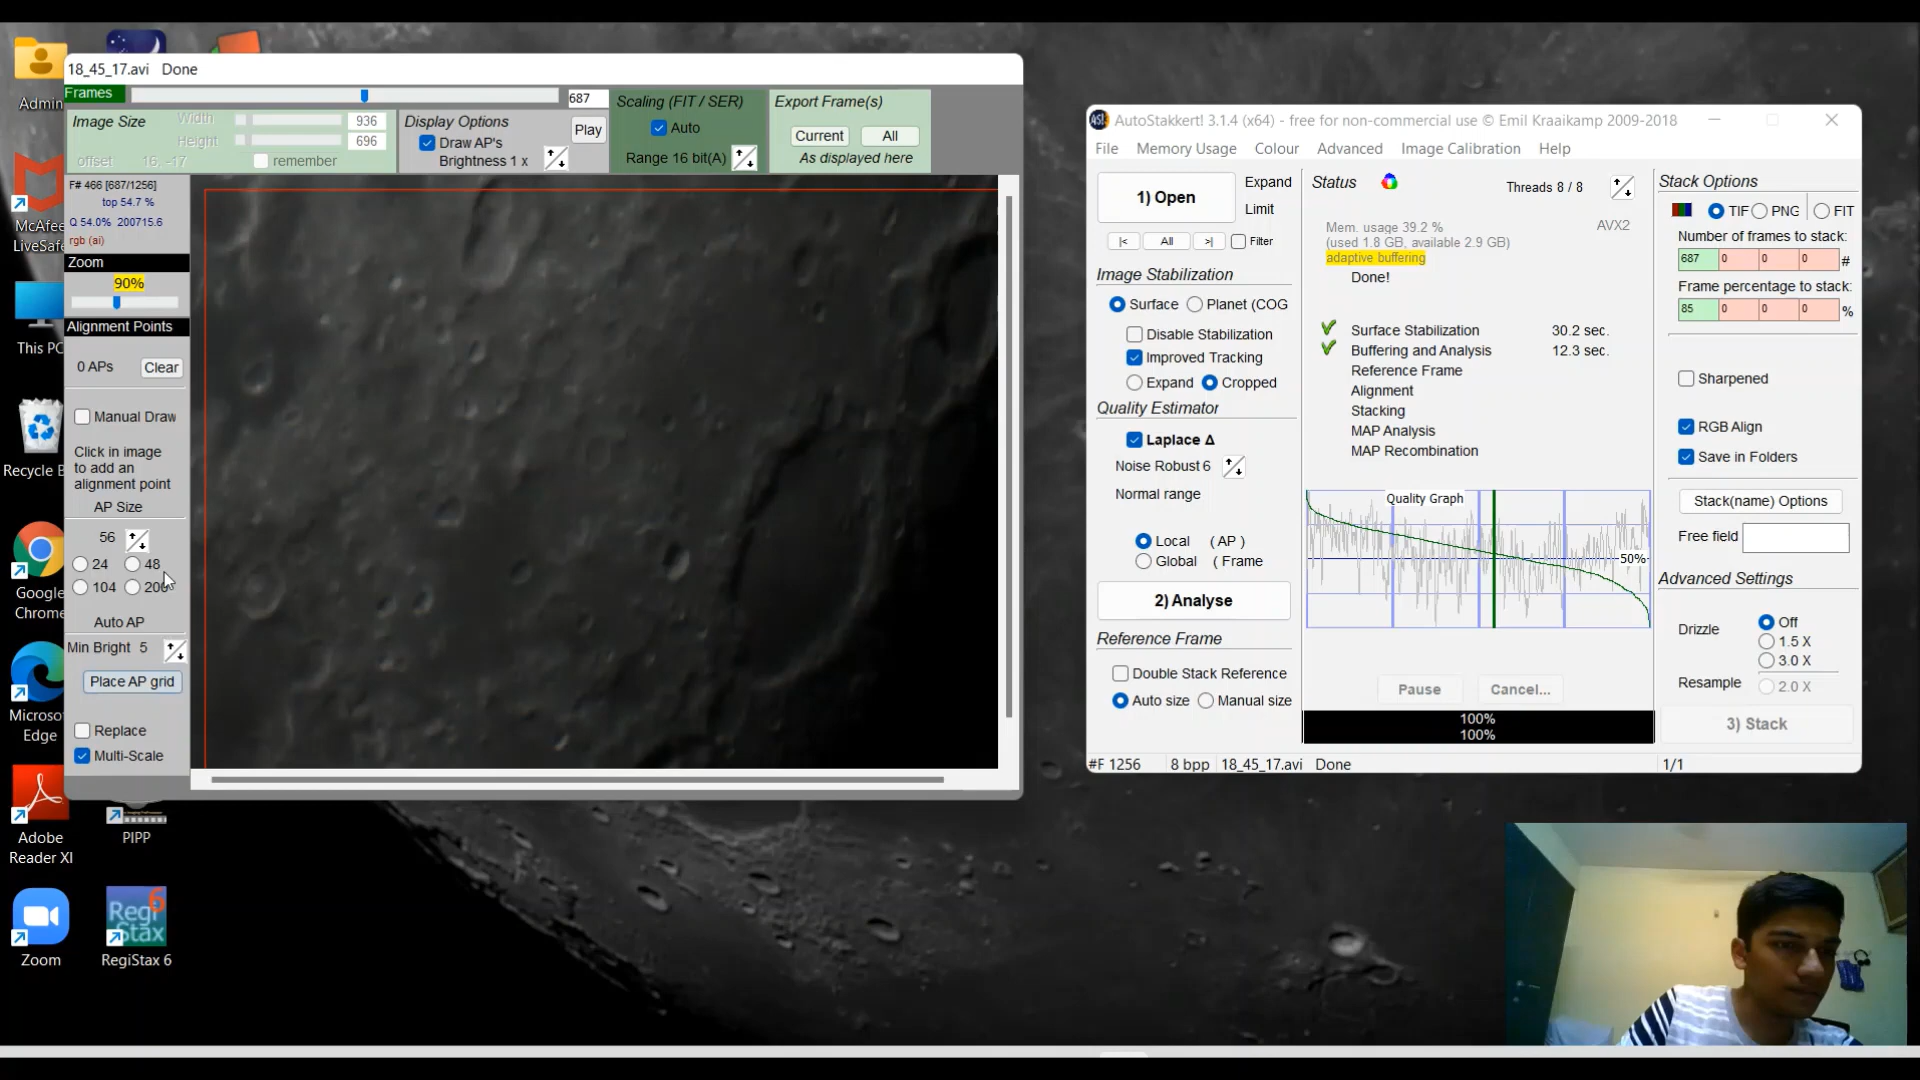 Admin
McAfee
LiveSafe
This PC
Recycle B
Google
Chrome
Microso
Edge
Adobe
Reader XI
PIPP
Zoom
6
Regi
Stax
RegiStax 6
18_45_17.avi Done
Frames
687
Image Size
Width
936
Height
696
offset 16, -17
remember
Display Options
Draw AP's
Brightness 1 x
Play
Scaling (FIT / SER)
Auto
Range 16 bit(A)
Export Frame(s)
Current
All
As displayed here
F# 466 [687/1256]
top 54.7 %
Q 54.0% 200715.6
rgb (ai)
Zoom
90%
Alignment Points
0 APs
Clear
Manual Draw
Click in image
to add an
alignment point
AP Size
56
24
48
104
200
Auto AP
Min Bright 5
Place AP grid
Replace
Multi-Scale
AS!
AutoStakkert! 3.1.4 (x64) - free for non-commercial use © Emil Kraaikamp 2009-2018
File Memory Usage Colour Advanced Image Calibration Help
1) Open
Expand
Limit
|< All >| Filter
Image Stabilization
Surface Planet (COG
Disable Stabilization
Improved Tracking
Expand Cropped
Quality Estimator
Laplace Δ
Noise Robust 6
Normal range
Local (AP)
Global (Frame
2) Analyse
Reference Frame
Double Stack Reference
Auto size Manual size
Status
Threads 8 / 8
Mem. usage 39.2 %
(used 1.8 GB, available 2.9 GB)
adaptive buffering
AVX2
Done!
Surface Stabilization 30.2 sec.
Buffering and Analysis 12.3 sec.
Reference Frame
Alignment
Stacking
MAP Analysis
MAP Recombination
Quality Graph
50%
Pause
Cancel...
100%
100%
Stack Options
TIF PNG FIT
Number of frames to stack:
687 0 0 0 #
Frame percentage to stack:
85 0 0 0 %
Sharpened
RGB Align
Save in Folders
Stack(name) Options
Free field
Advanced Settings
Drizzle
Off
1.5 X
3.0 X
Resample 2.0 X
3) Stack
#F 1256 8 bpp 18_45_17.avi Done 1/1